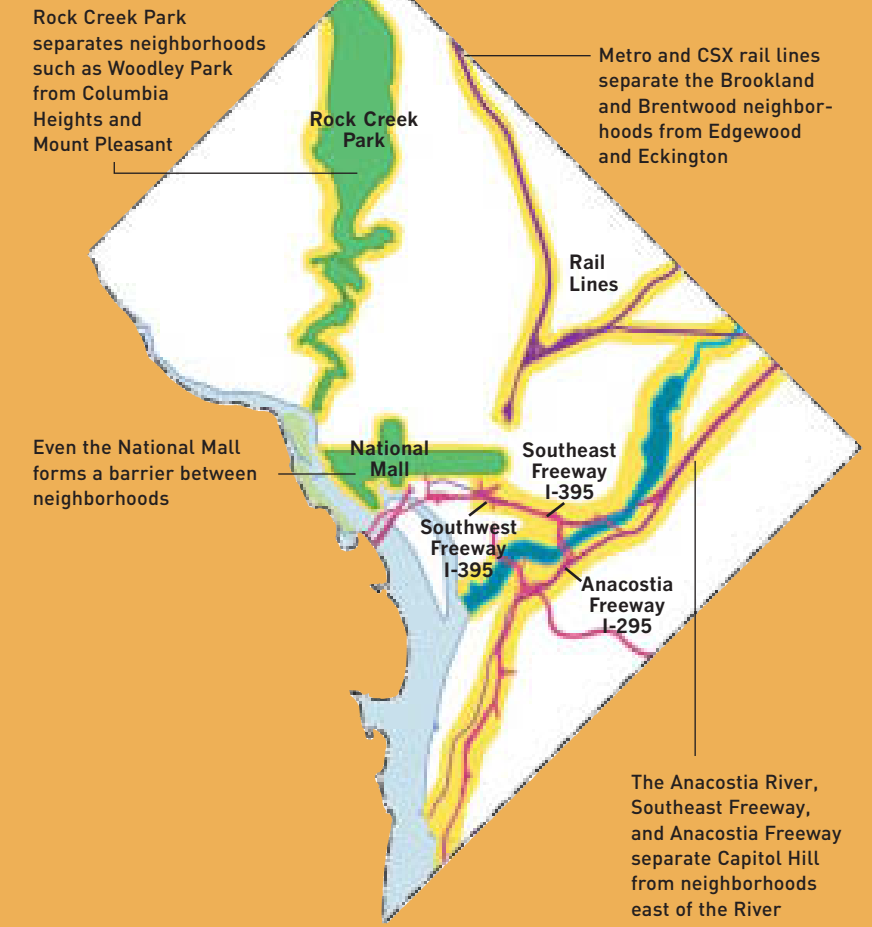 Rock Creek Park
separates neighborhoods
such as Woodley Park
from Columbia
Heights and
Mount Pleasant
Metro and CSX rail lines
separate the Brookland
and Brentwood neighbor-
hoods from Edgewood
and Eckington
Rock Creek
Park
Rail
Lines
Even the National Mall
forms a barrier between
neighborhoods
National
Mall
Southeast
Freeway
I-395
Southwest
Freeway
I-395
Anacostia
Freeway
I-295
The Anacostia River,
Southeast Freeway,
and Anacostia Freeway
separate Capitol Hill
from neighborhoods
east of the River